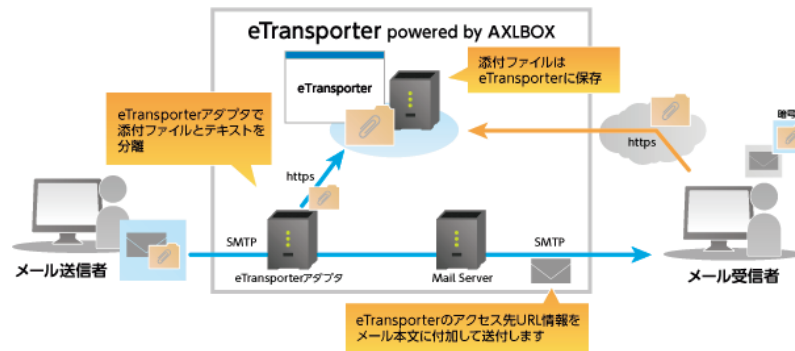 eTransporter powered by AXLBOX
添付ファイルは
eTransporterに保存
eTransporter
eTransporterアダプタで
添付ファイルとテキストを
分離
暗号
https
https
SMTP
SMTP
メール送信者
eTransporterアダプタ
Mail Server
メール受信者
eTransporterのアクセス先URL情報を
メール本文に付加して送付します